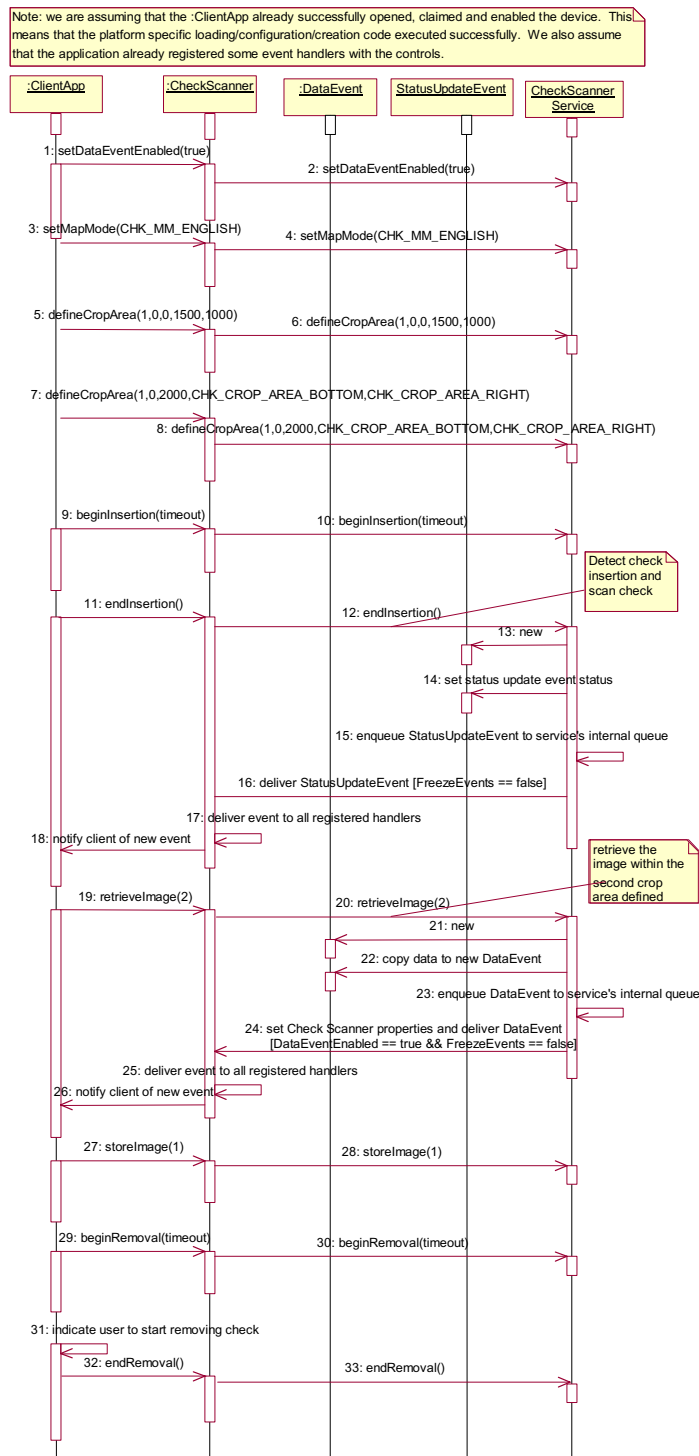 Note: we are assuming that the :ClientApp already successfully opened, claimed and enabled the device.  This
means that the platform specific loading/configuration/creation code executed successfully.  We also assume
that the application already registered some event handlers with the controls.
:ClientApp
:CheckScanner
:DataEvent
StatusUpdateEvent
CheckScanner
Service
1: setDataEventEnabled(true)
2: setDataEventEnabled(true)
3: setMapMode(CHK_MM_ENGLISH)
4: setMapMode(CHK_MM_ENGLISH)
5: defineCropArea(1,0,0,1500,1000)
6: defineCropArea(1,0,0,1500,1000)
7: defineCropArea(1,0,2000,CHK_CROP_AREA_BOTTOM,CHK_CROP_AREA_RIGHT)
8: defineCropArea(1,0,2000,CHK_CROP_AREA_BOTTOM,CHK_CROP_AREA_RIGHT)
9: beginInsertion(timeout)
10: beginInsertion(timeout)
Detect check
insertion and
scan check
11: endInsertion()
12: endInsertion()
13: new
14: set status update event status
15: enqueue StatusUpdateEvent to service's internal queue
16: deliver StatusUpdateEvent [FreezeEvents == false]
17: deliver event to all registered handlers
18: notify client of new event
retrieve the
image within the
second crop
area defined
19: retrieveImage(2)
20: retrieveImage(2)
21: new
22: copy data to new DataEvent
23: enqueue DataEvent to service's internal queue
24: set Check Scanner properties and deliver DataEvent
[DataEventEnabled == true && FreezeEvents == false]
25: deliver event to all registered handlers
26: notify client of new event
27: storeImage(1)
28: storeImage(1)
29: beginRemoval(timeout)
30: beginRemoval(timeout)
31: indicate user to start removing check
32: endRemoval()
33: endRemoval()